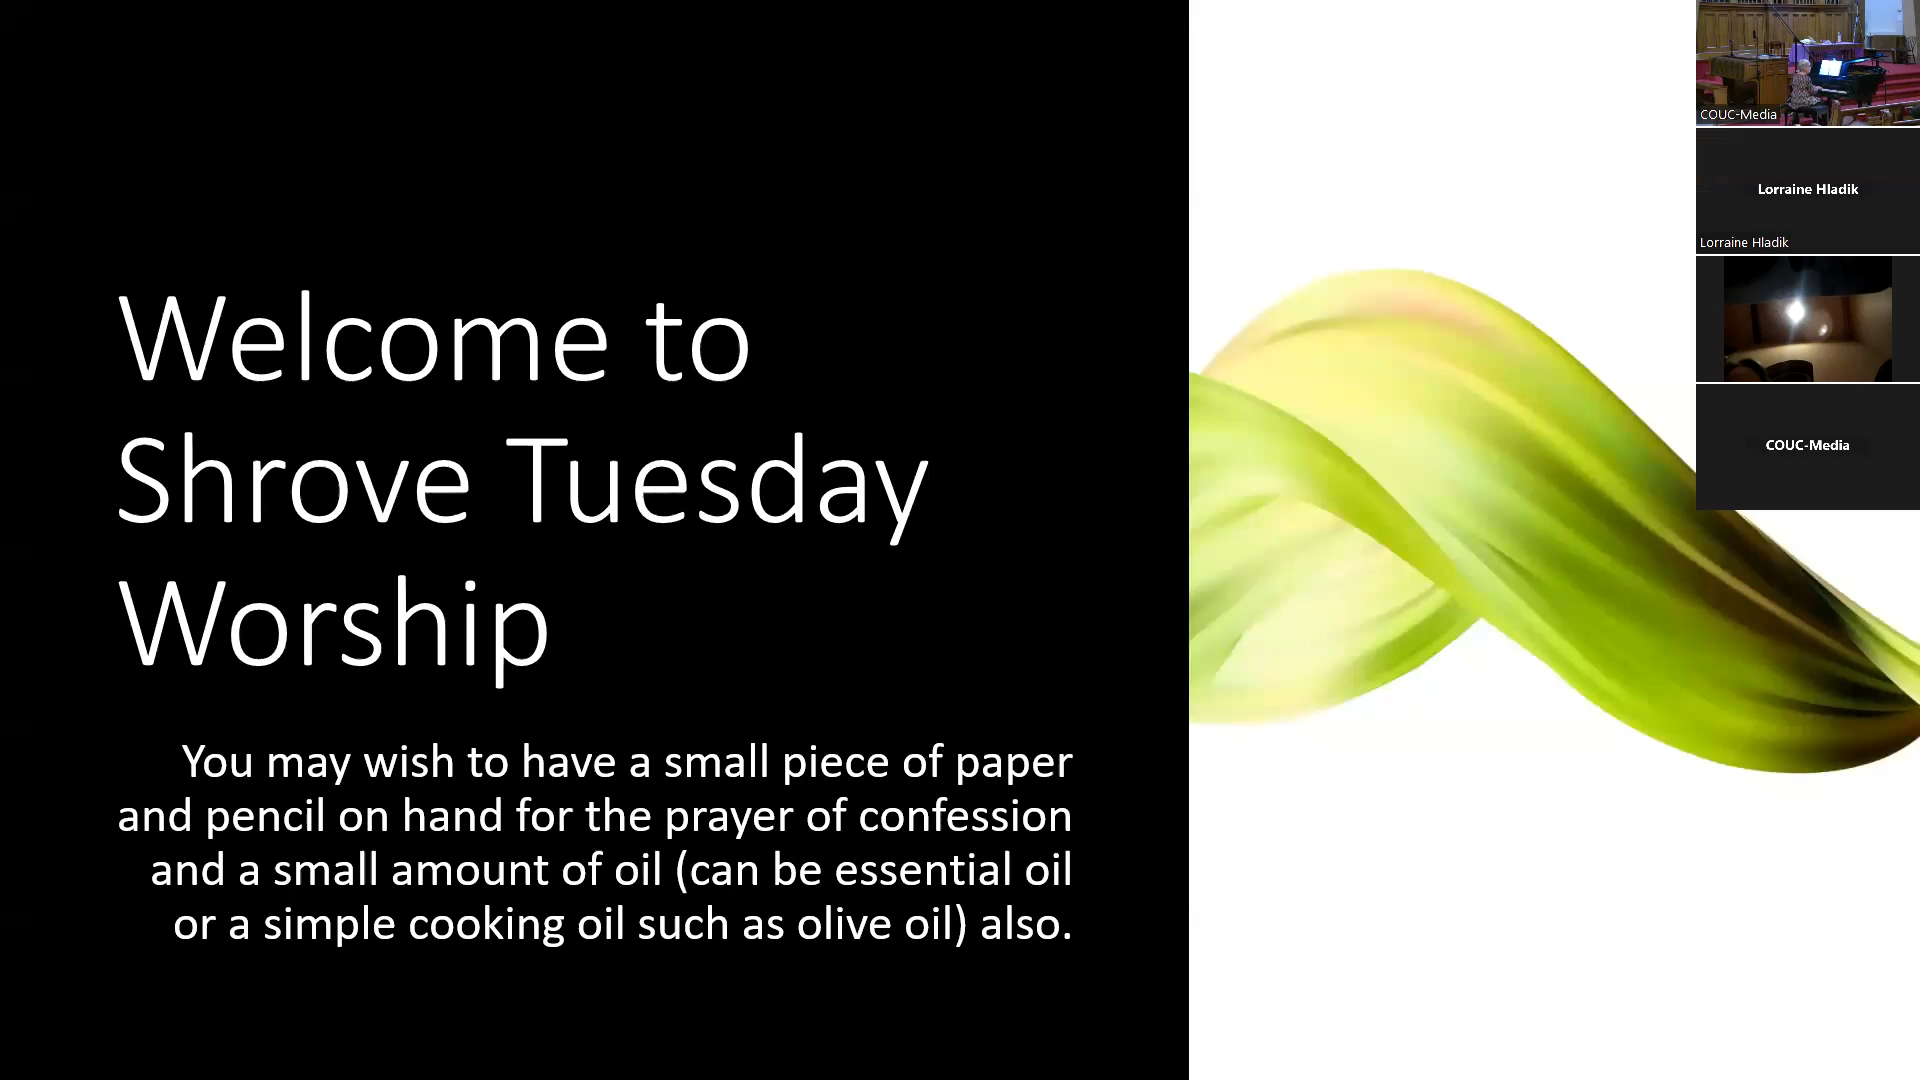 Welcome to
Shrove Tuesday
Worship
You may wish to have a small piece of paper
and pencil on hand for the prayer of confession
and a small amount of oil (can be essential oil
or a simple cooking oil such as olive oil) also.
COUC-Media
Lorraine Hladik
Lorraine Hladik
COUC-Media